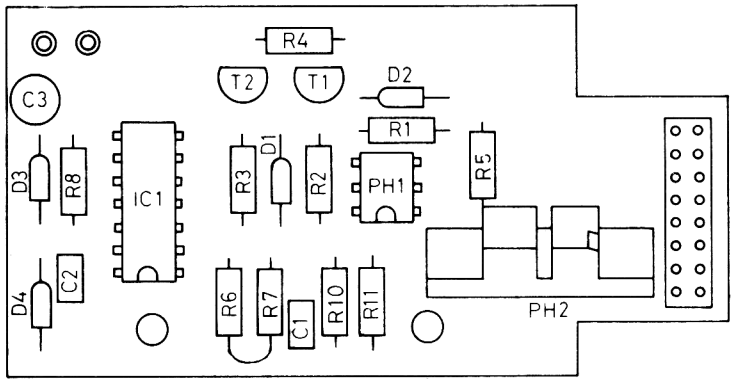 R4
T2
T1
D2
C3
R1
D1
R5
D3
R8
IC1
R3
R2
PH1
C2
D4
R6
R7
C1
R10
R11
PH2